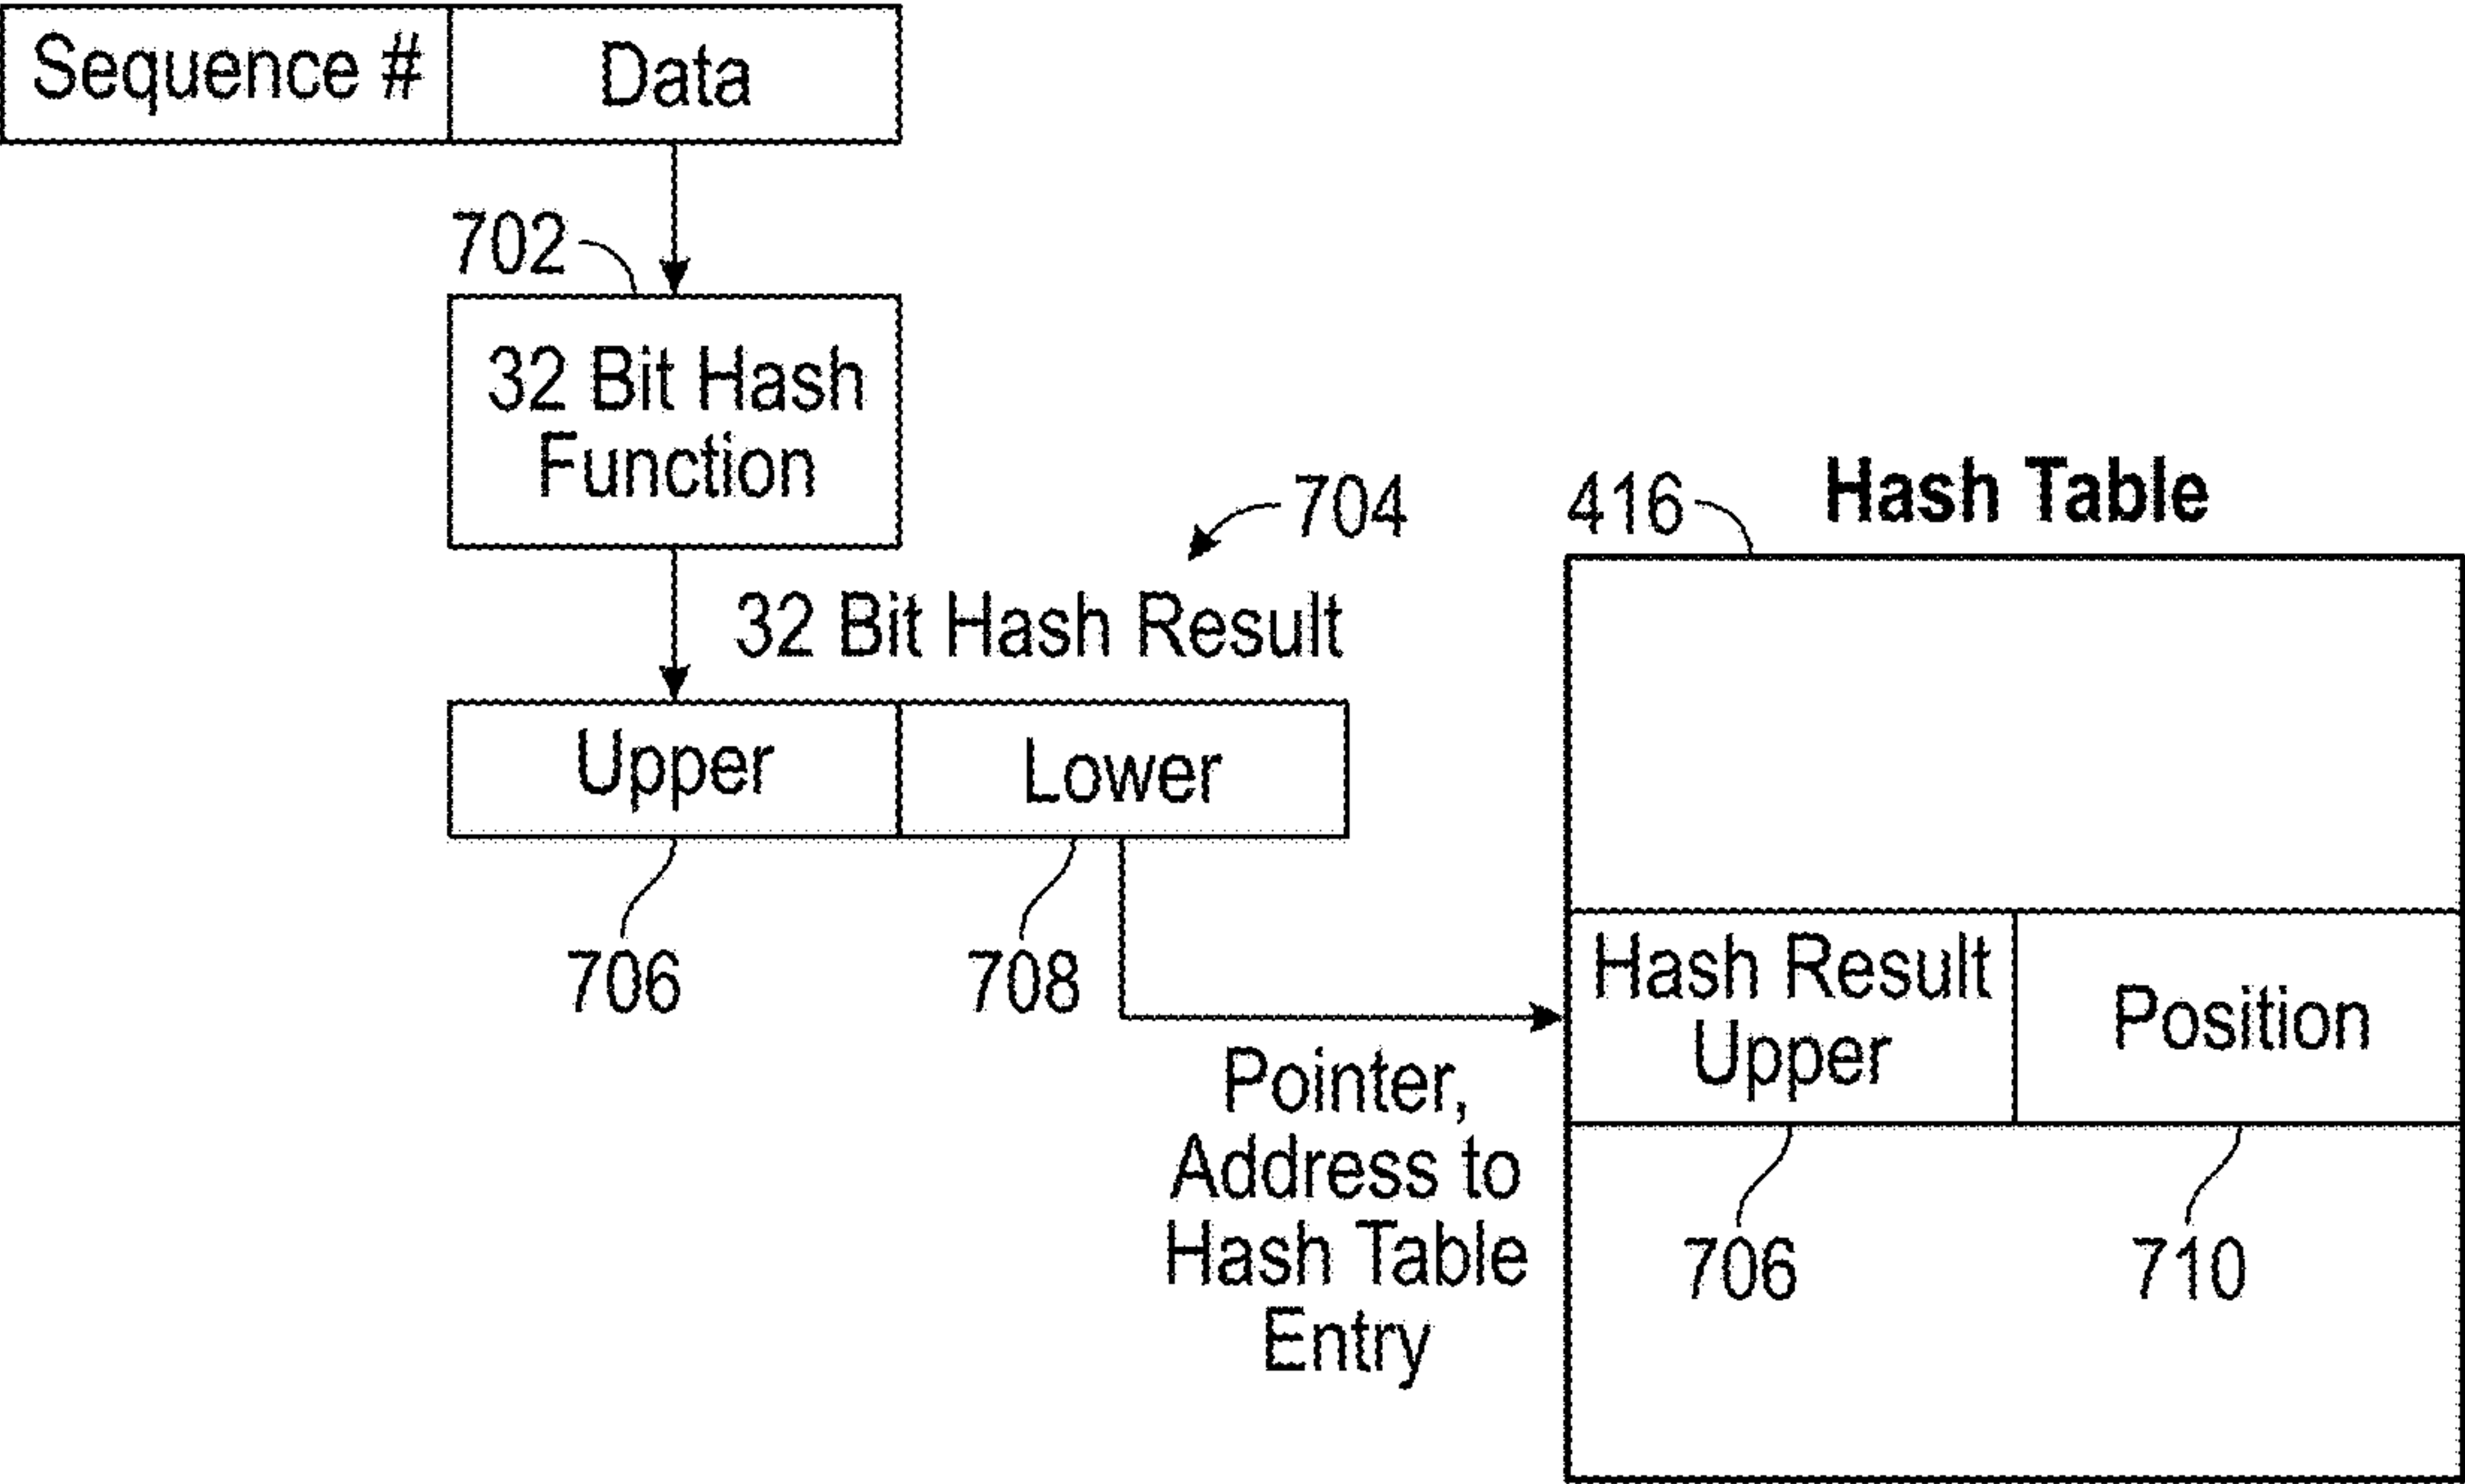 Sequence # Data
702
32 Bit Hash
Function
704
32 Bit Hash Result
Upper Lower
706 708
Pointer,
Address to
Hash Table
Entry
Hash Table
416
Hash Result
Upper
Position
706 710